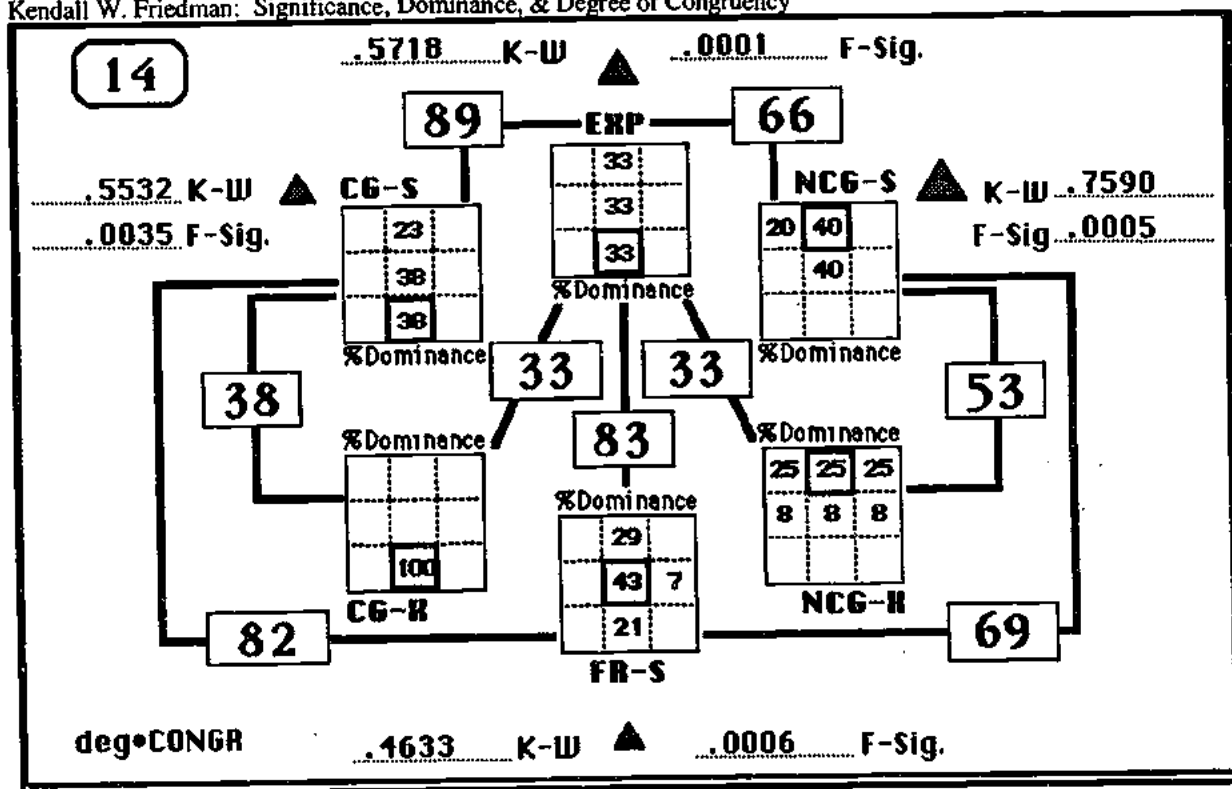 Kendall W. Friedman: Significance, Dominance, & Degree of Congruency
14
.5718 K-W .0001 F-Sig.
89 EXP 66
.5532 K-W CG-S
.0035 F-Sig.
33
33
33
%Dominance
NCG-S K-W .7590
F-Sig .0005
23
38
38
%Dominance
20 40
40
%Dominance
38 33 83 33 53
%Dominance
100
CG-X
%Dominance
29
43 7
21
FR-S
%Dominance
25 25 25
8 8 8
NCG-X
82 69
deg•CONGR .4633 K-W .0006 F-Sig.